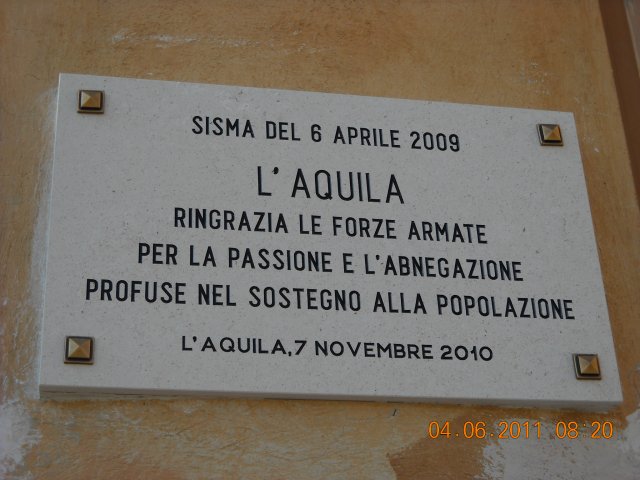 SISMA DEL 6 APRILE 2009
L'AQUILA
RINGRAZIA LE FORZE ARMATE
PER LA PASSIONE E L'ABNEGAZIONE
PROFUSE NEL SOSTEGNO ALLA POPOLAZIONE
L'AQUILA, 7 NOVEMBRE 2010
04.06.2011 08:20